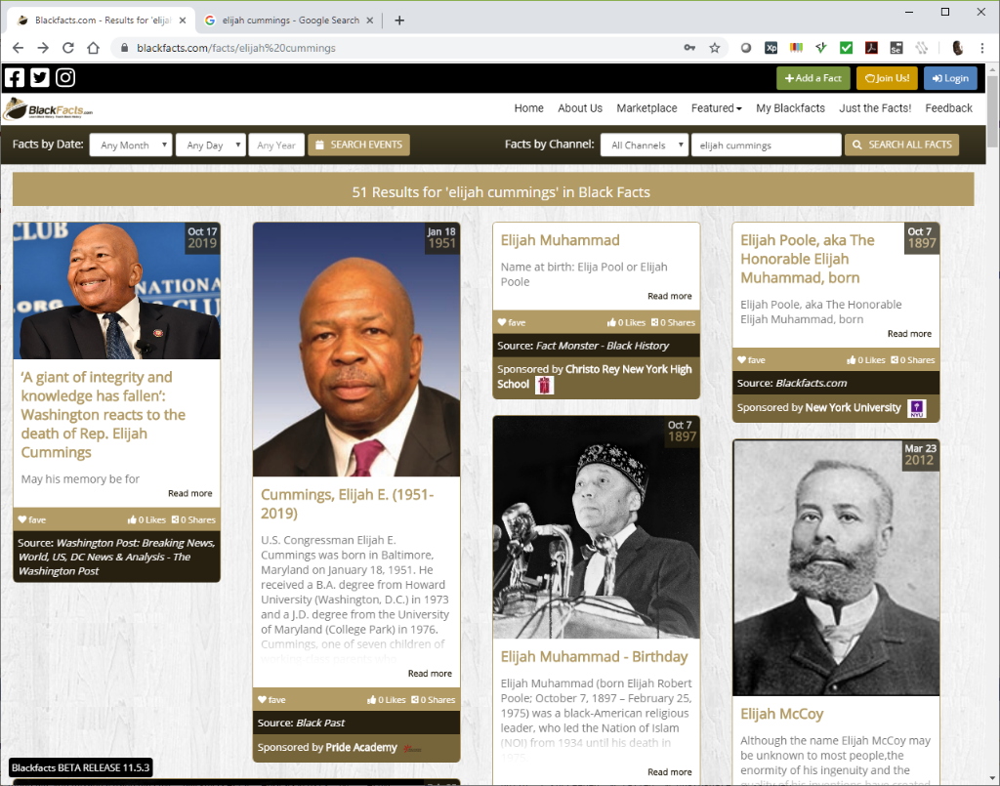 Blackfacts.com - Results for 'elijah
elijah cummings - Google Search
blackfacts.com/facts/elijah%20cummings
Add a Fact
Join Us!
Login
BlackFacts.com
Home
About Us
Marketplace
Featured
My Blackfacts
Just the Facts!
Feedback
Facts by Date:
Any Month
Any Day
Any Year
SEARCH EVENTS
Facts by Channel:
All Channels
elijah cummings
SEARCH ALL FACTS
51 Results for 'elijah cummings' in Black Facts
CLUB
NATIONA
.ORG
S CLU
Oct 17
2019
‘A giant of integrity and
knowledge has fallen’:
Washington reacts to the
death of Rep. Elijah
Cummings
May his memory be for
Read more
fave
0 Likes
0 Shares
Source: Washington Post: Breaking News,
World, US, DC News & Analysis - The
Washington Post
Jan 18
1951
Cummings, Elijah E. (1951-
2019)
U.S. Congressman Elijah E.
Cummings was born in Baltimore,
Maryland on January 18, 1951. He
received a B.A. degree from Howard
University (Washington, D.C.) in 1973
and a J.D. degree from the University
of Maryland (College Park) in 1976.
Cummings, one of seven children of
working class parents who
Read more
fave
0 Likes
0 Shares
Source: Black Past
Sponsored by Pride Academy
Elijah Muhammad
Name at birth: Elija Pool or Elijah
Poole
Read more
fave
0 Likes
0 Shares
Source: Fact Monster - Black History
Sponsored by Christo Rey New York High
School
Oct 7
1897
Elijah Muhammad - Birthday
Elijah Muhammad (born Elijah Robert
Poole; October 7, 1897 – February 25,
1975) was a black-American religious
leader, who led the Nation of Islam
(NOI) from 1934 until his death in
1975.
Read more
Oct 7
1897
Elijah Poole, aka The
Honorable Elijah
Muhammad, born
Elijah Poole, aka The Honorable
Elijah Muhammad, born
Read more
fave
0 Likes
0 Shares
Source: Blackfacts.com
Sponsored by New York University
NYU
Mar 23
2012
Elijah McCoy
Although the name Elijah McCoy may
be unknown to most people,the
enormity of his ingenuity and the
quality of his inventions have created
Blackfacts BETA RELEASE 11.5.3